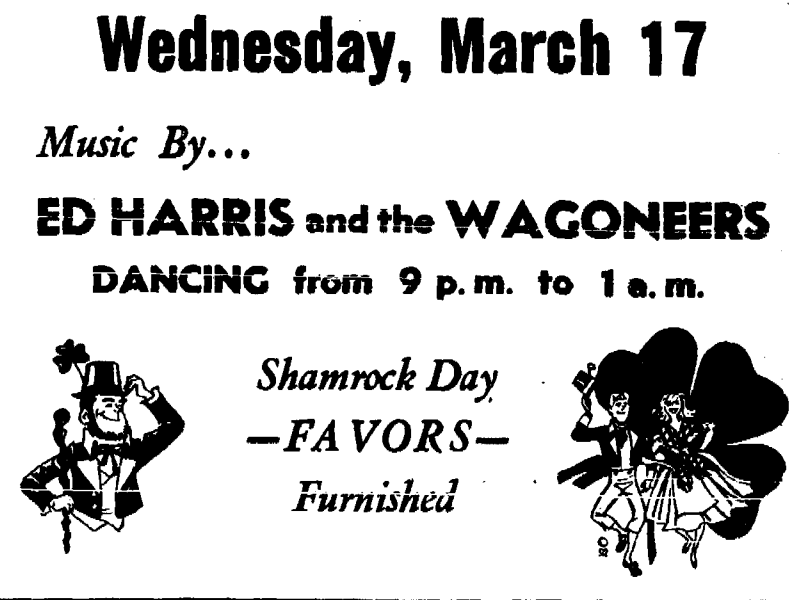 Wednesday, March 17
Music By...
ED HARRIS and the WAGONEERS
DANCING from 9 p.m. to 1 a.m.
Shamrock Day
—FAVORS—
Furnished